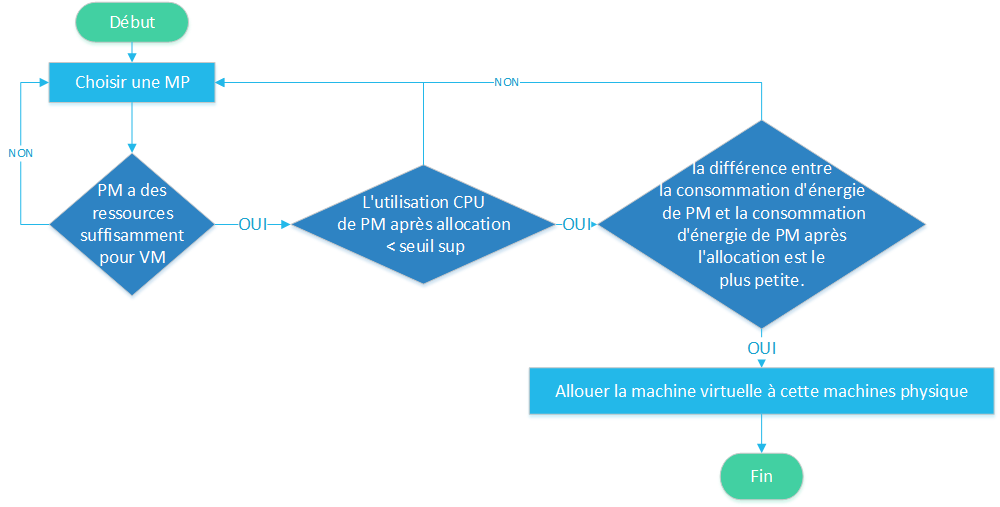 Début
Choisir une MP
NON
NON
PM a des
ressources
suffisamment
pour VM
OUI
L'utilisation CPU
de PM après allocation
< seuil sup
OUI
la différence entre
la consommation d'énergie
de PM et la consommation
d'énergie de PM après
l'allocation est le
plus petite.
OUI
Allouer la machine virtuelle à cette machines physique
Fin